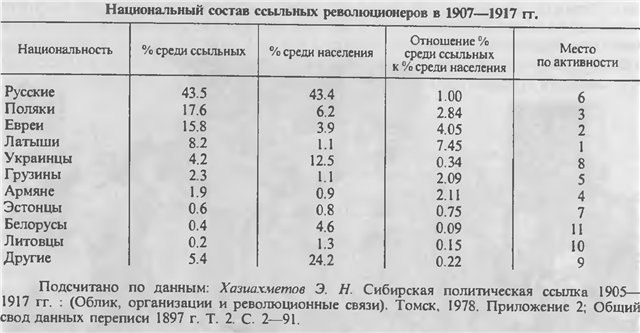 Национальный состав ссыльных революционеров в 1907—1917 гг.
Национальность % среди ссыльных % среди населения Отношение % среди ссыльных к % среди населения Место по активности
Русские 43.5 43.4 1.00 6
Поляки 17.6 6.2 2.84 3
Евреи 15.8 3.9 4.05 2
Латыши 8.2 1.1 7.45 1
Украинцы 4.2 12.5 0.34 8
Грузины 2.3 1.1 2.09 5
Армяне 1.9 0.9 2.11 4
Эстонцы 0.6 0.8 0.75 7
Белорусы 0.4 4.6 0.09 11
Литовцы 0.2 1.3 0.15 10
Другие 5.4 24.2 0.22 9
Подсчитано по данным: Хазиахметов Э. Н. Сибирская политическая ссылка 1905—
1917 гг. : (Облик, организации и революционные связи). Томск, 1978. Приложение 2; Общий
свод данных переписи 1897 г. Т. 2. С. 2—91.